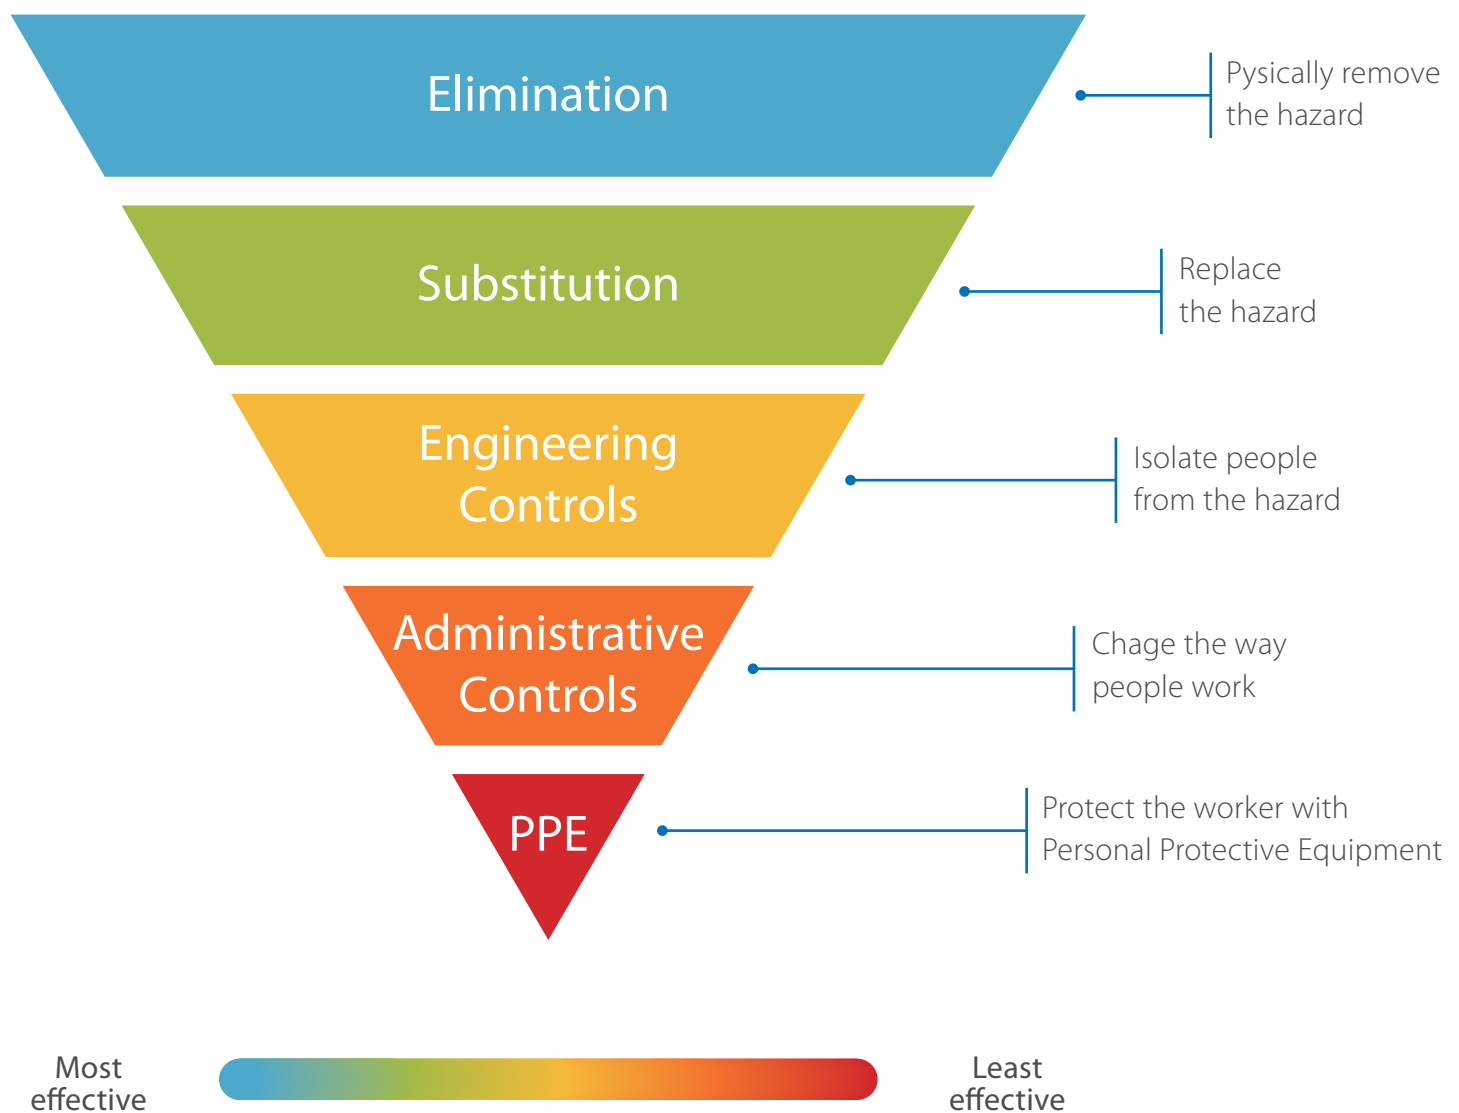 Elimination
Pysically remove
the hazard
Substitution
Replace
the hazard
Engineering
Controls
Isolate people
from the hazard
Administrative
Controls
Chage the way
people work
PPE
Protect the worker with
Personal Protective Equipment
Most
effective
Least
effective